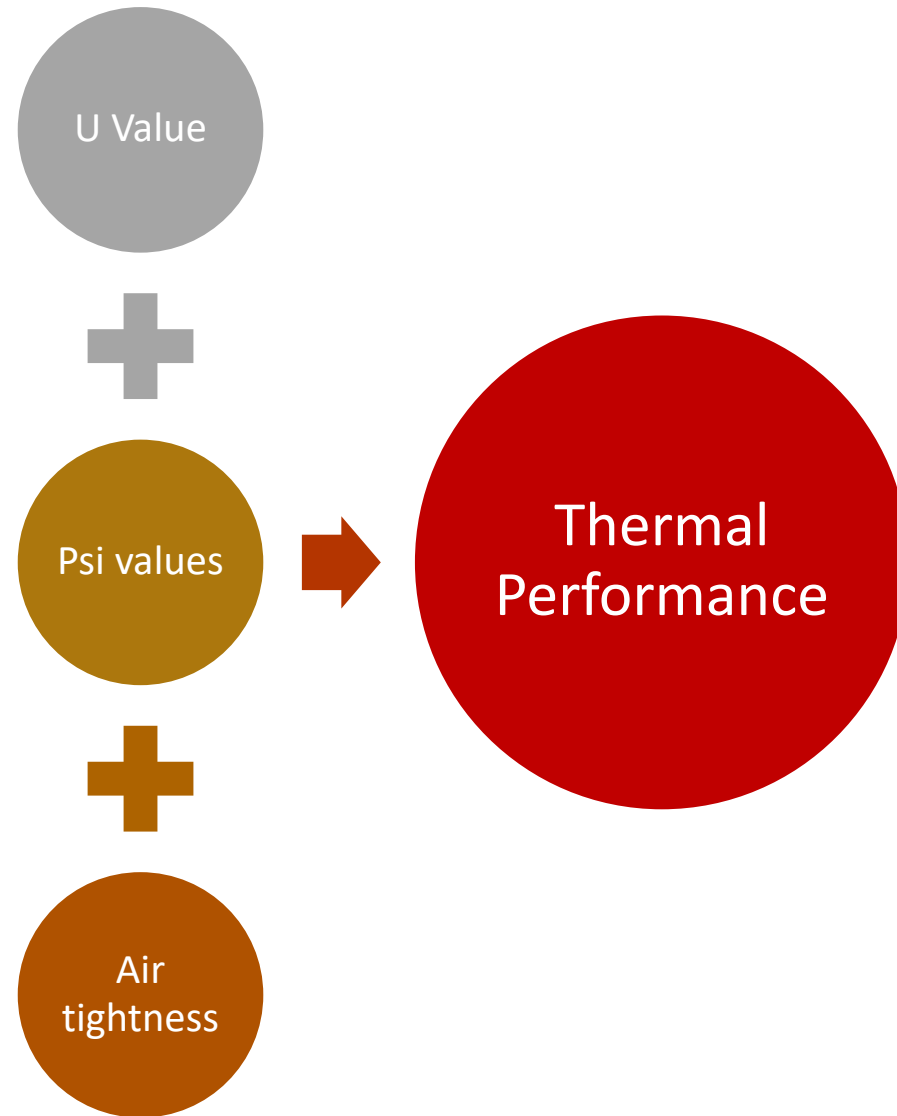 U Value
Psi values
Thermal
Performance
Air
tightness